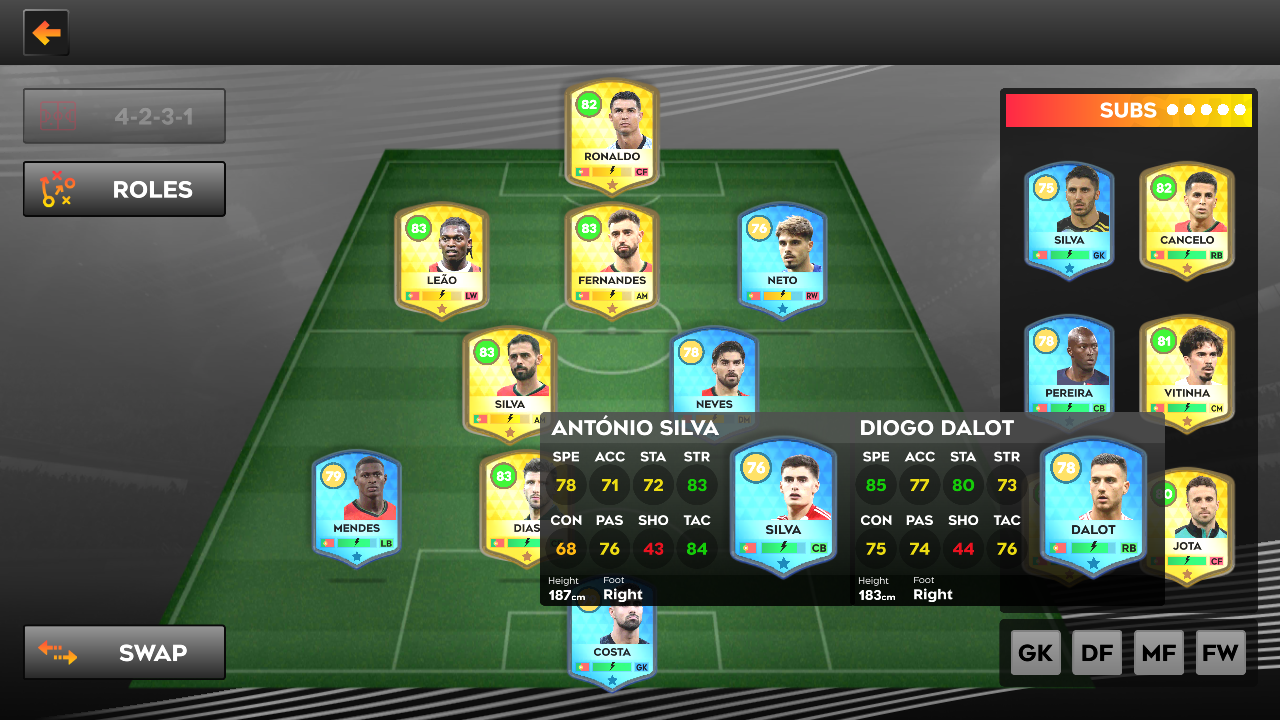 4-2-3-1
ROLES
SWAP
82
RONALDO
CF
83
LEÃO
LW
83
FERNANDES
AM
76
NETO
RW
83
SILVA
78
NEVES
DM
79
MENDES
LB
83
DIAS
COSTA
GK
SUBS
75
SILVA
GK
82
CANCELO
RB
78
PEREIRA
CB
81
VITINHA
CM
JOTA
CF
ANTÓNIO SILVA
SPE ACC STA STR
78 71 72 83
CON PAS SHO TAC
68 76 43 84
Height Foot
187cm Right
76
SILVA
CB
DIOGO DALOT
SPE ACC STA STR
85 77 80 73
CON PAS SHO TAC
75 74 44 76
Height Foot
183cm Right
78
DALOT
RB
GK DF MF FW